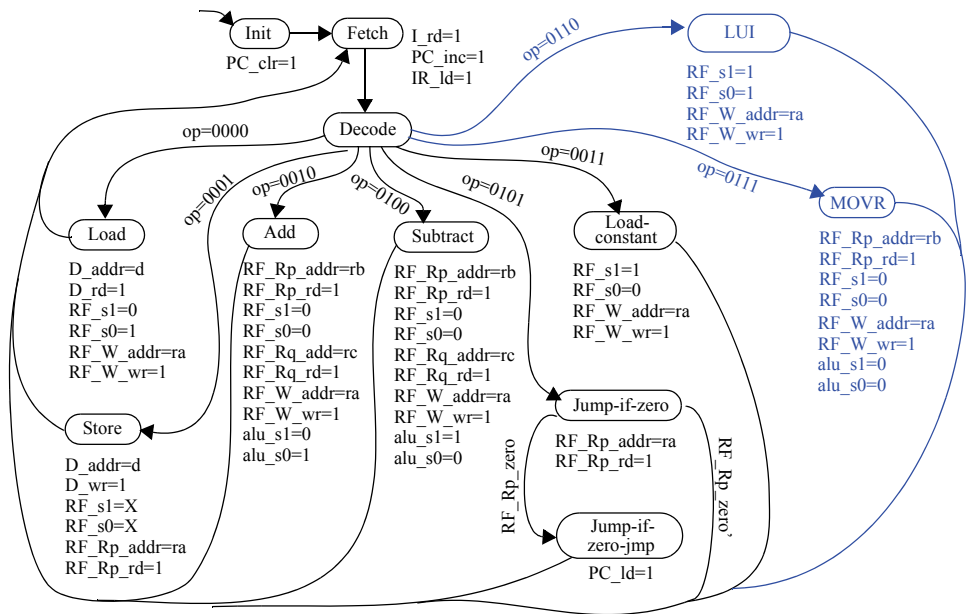 Init
PC_clr=1
Fetch
I_rd=1
PC_inc=1
IR_ld=1
Decode
op=0000
Load
D_addr=d
D_rd=1
RF_s1=0
RF_s0=1
RF_W_addr=ra
RF_W_wr=1
op=0001
Store
D_addr=d
D_wr=1
RF_s1=X
RF_s0=X
RF_Rp_addr=ra
RF_Rp_rd=1
op=0010
Add
RF_Rp_addr=rb
RF_Rp_rd=1
RF_s1=0
RF_s0=0
RF_Rq_add=rc
RF_Rq_rd=1
RF_W_addr=ra
RF_W_wr=1
alu_s1=0
alu_s0=1
op=0100
Subtract
RF_Rp_addr=rb
RF_Rp_rd=1
RF_s1=0
RF_s0=0
RF_Rq_addr=rc
RF_Rq_rd=1
RF_W_addr=ra
RF_W_wr=1
alu_s1=1
alu_s0=0
op=0101
Jump-if-zero
RF_Rp_addr=ra
RF_Rp_rd=1
RF_Rp_zero
RF_Rp_zero’
Jump-if-
zero-jmp
PC_ld=1
op=0011
Load-
constant
RF_s1=1
RF_s0=0
RF_W_addr=ra
RF_W_wr=1
op=0110
LUI
RF_s1=1
RF_s0=1
RF_W_addr=ra
RF_W_wr=1
op=0111
MOVR
RF_Rp_addr=rb
RF_Rp_rd=1
RF_s1=0
RF_s0=0
RF_W_addr=ra
RF_W_wr=1
alu_s1=0
alu_s0=0